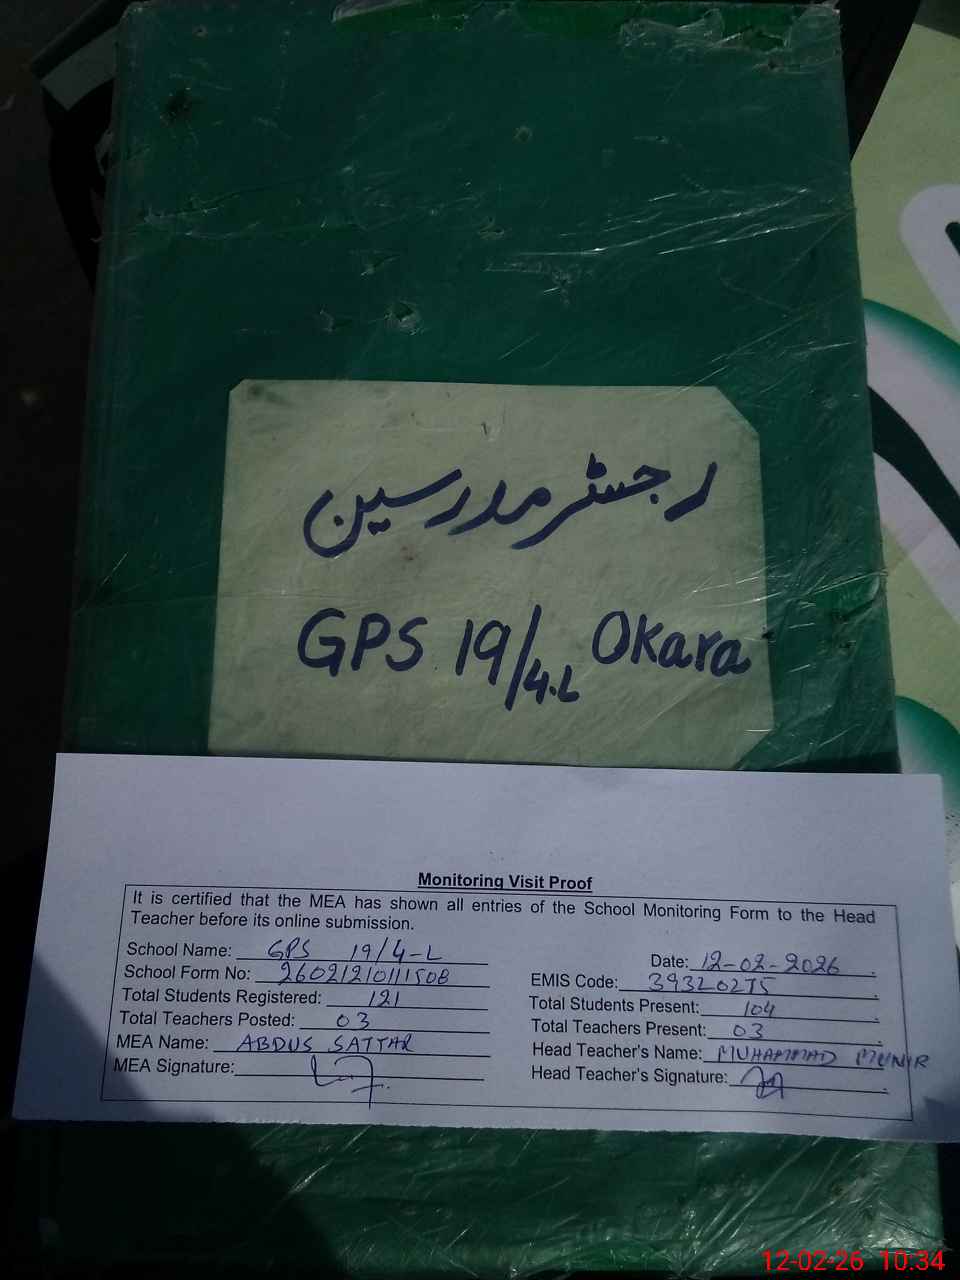 رجسٹر مدرسین
GPS 19/4.L Okara
Monitoring Visit Proof
It is certified that the MEA has shown all entries of the School Monitoring Form to the Head
Teacher before its online submission.
School Name: GPS 19/4-L Date: 12-02-2026
School Form No: 26021210111508 EMIS Code: 39320275
Total Students Registered: 121 Total Students Present: 104
Total Teachers Posted: 03 Total Teachers Present: 03
MEA Name: ABDUS SATTAR Head Teacher's Name: MUHAMMAD MUNIR
MEA Signature: Head Teacher's Signature:
12-02-26 10:34